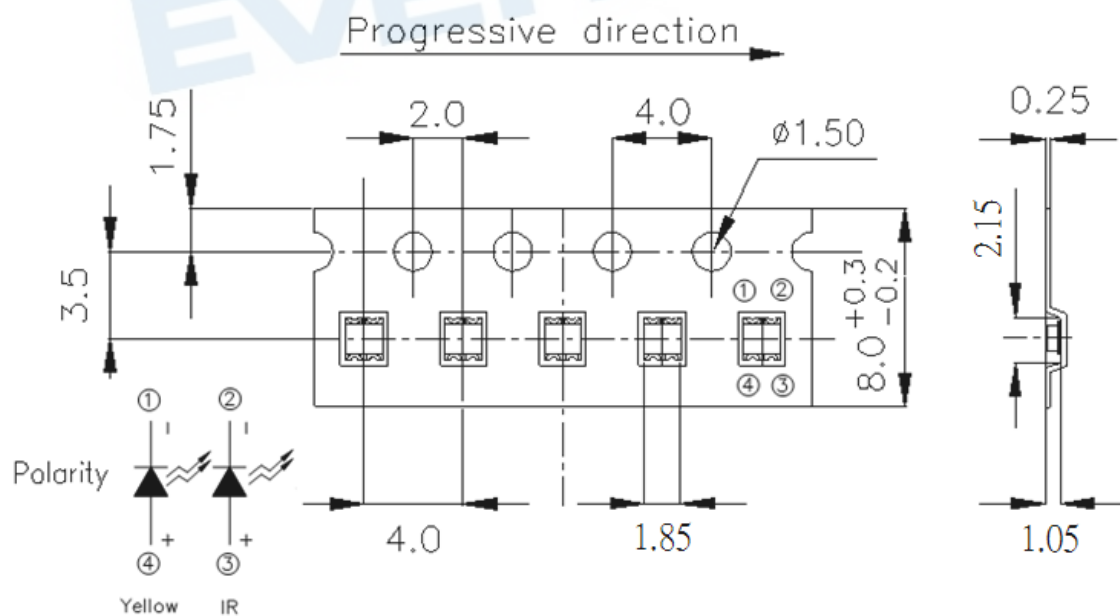 EVER
Progressive direction
1.75
2.0
4.0
ø1.50
0.25
3.5
① ②
④ ③
8.0 +0.3 -0.2
2.15
① ②
- -
Polarity
+ +
④ ③
Yellow IR
4.0
1.85
1.05